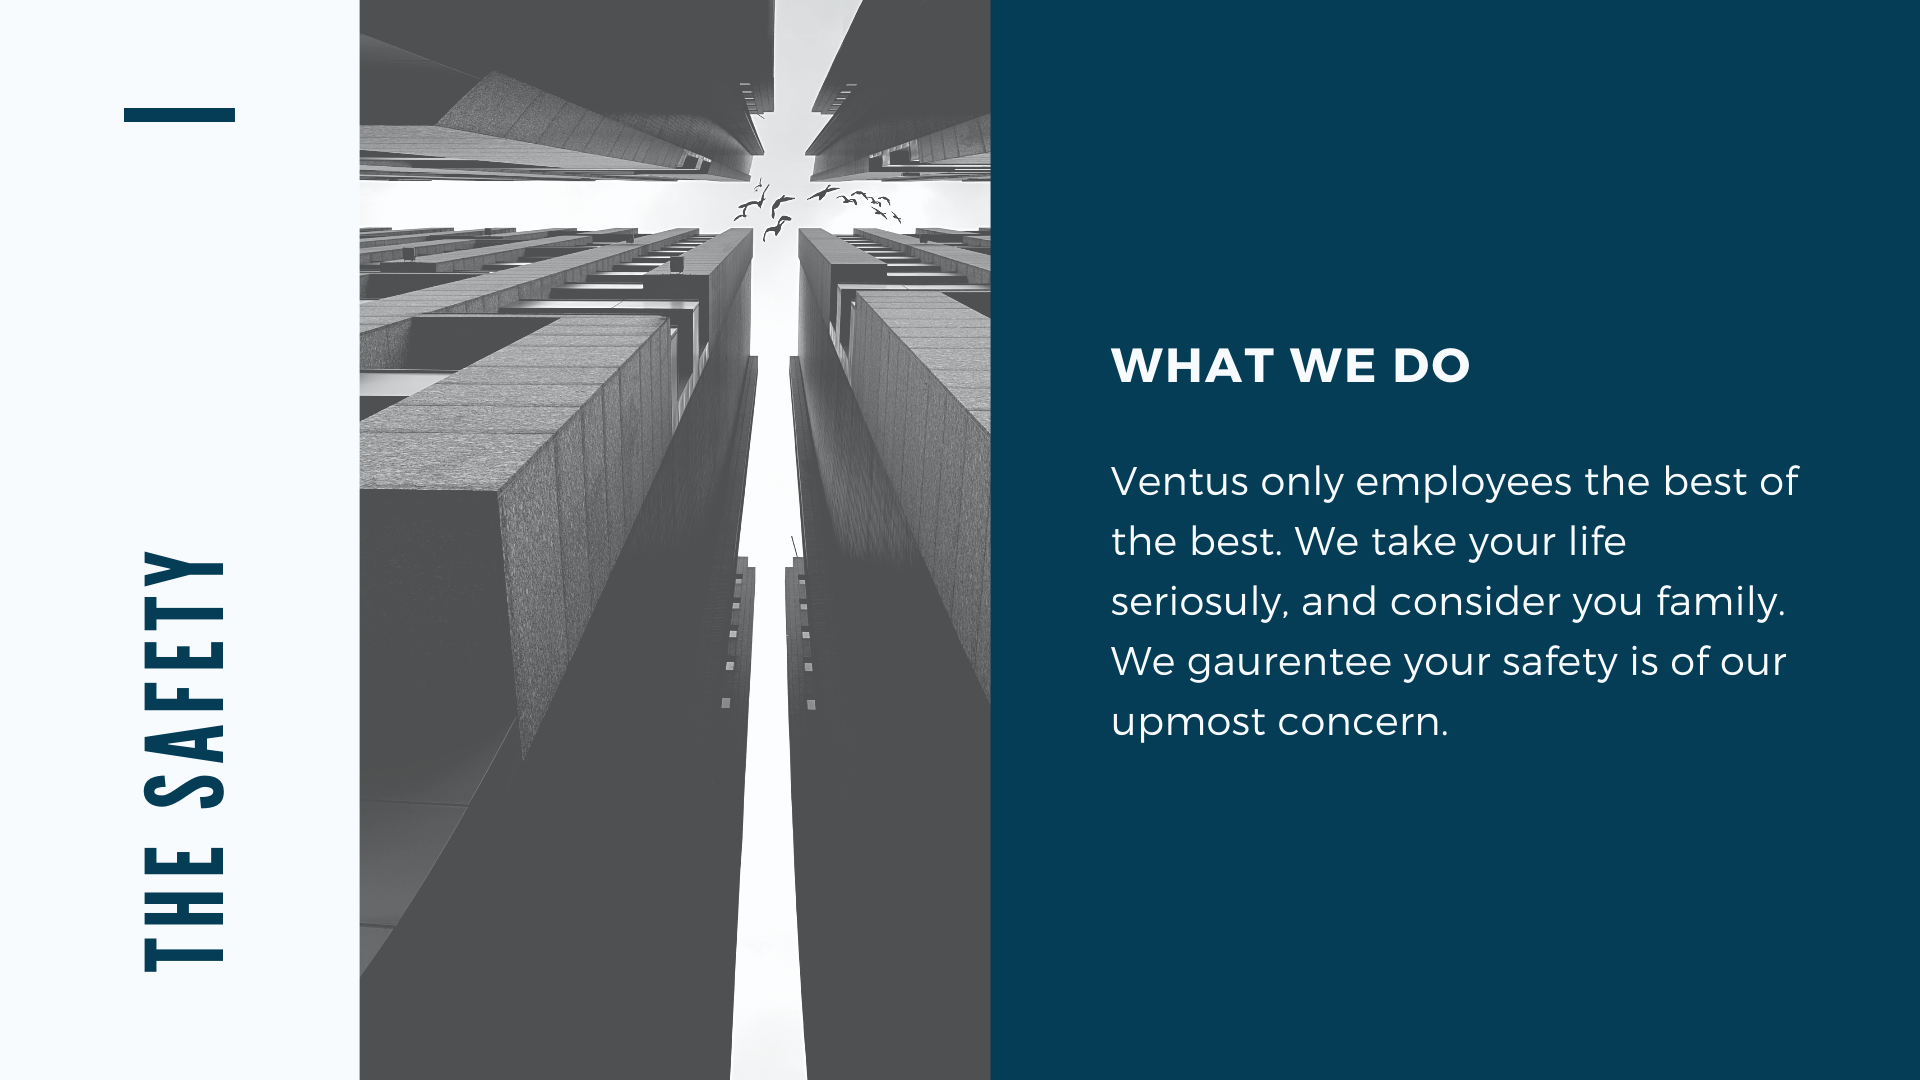 THE SAFETY
WHAT WE DO
Ventus only employees the best of
the best. We take your life
seriosuly, and consider you family.
We gaurentee your safety is of our
upmost concern.